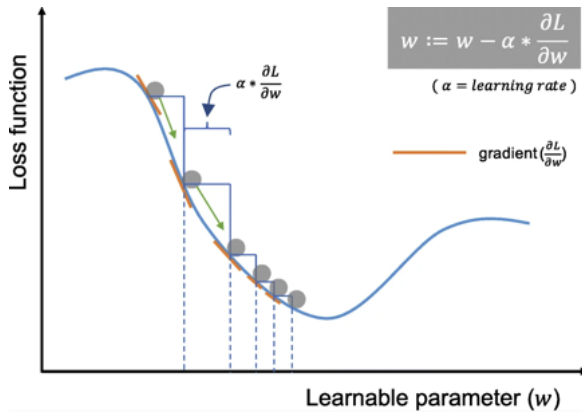 w := w − α * ∂L/∂w
( α = learning rate )
α * ∂L/∂w
gradient(∂L/∂w)
Loss function
Learnable parameter (w)